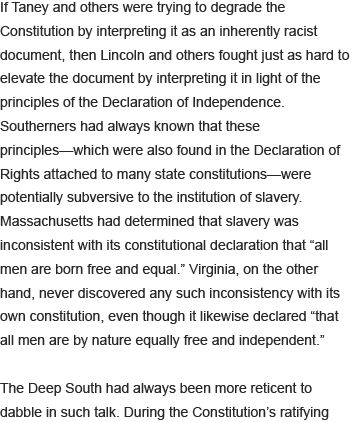 If Taney and others were trying to degrade the
Constitution by interpreting it as an inherently racist
document, then Lincoln and others fought just as hard to
elevate the document by interpreting it in light of the
principles of the Declaration of Independence.
Southerners had always known that these
principles—which were also found in the Declaration of
Rights attached to many state constitutions—were
potentially subversive to the institution of slavery.
Massachusetts had determined that slavery was
inconsistent with its constitutional declaration that “all
men are born free and equal.” Virginia, on the other
hand, never discovered any such inconsistency with its
own constitution, even though it likewise declared “that
all men are by nature equally free and independent.”
The Deep South had always been more reticent to
dabble in such talk. During the Constitution’s ratifying